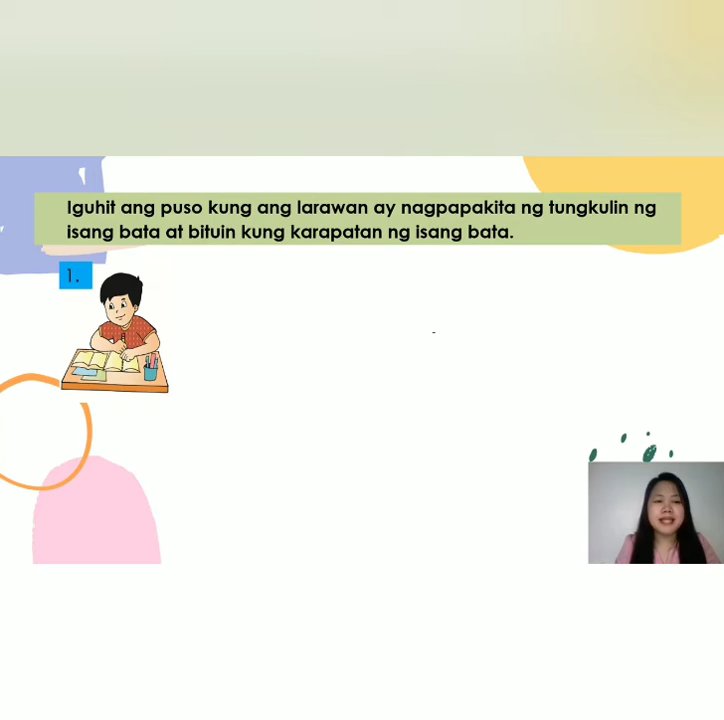 Iguhit ang puso kung ang larawan ay nagpapakita ng tungkulin ng
isang bata at bituin kung karapatan ng isang bata.
1.